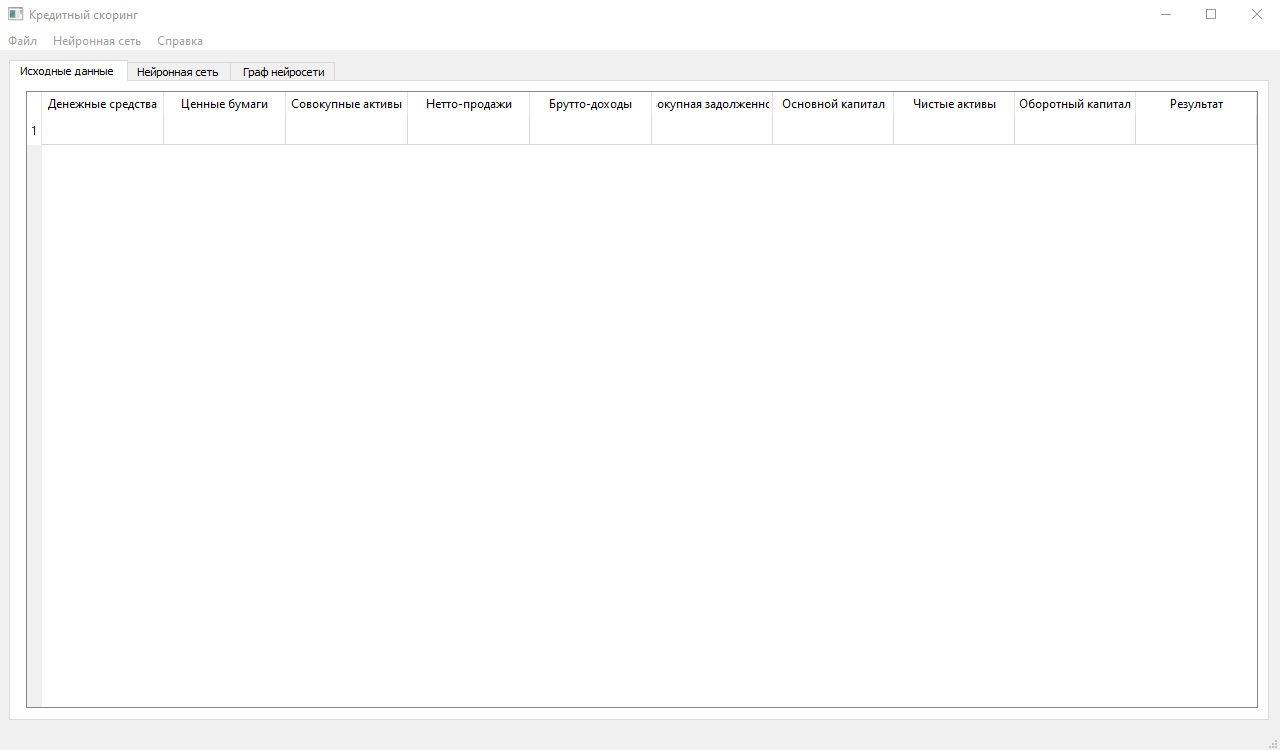 Кредитный скоринг
Файл Нейронная сеть Справка
Исходные данные Нейронная сеть Граф нейросети
Денежные средства Ценные бумаги Совокупные активы Нетто-продажи Брутто-доходы окупная задолженно Основной капитал Чистые активы Оборотный капитал Результат
1